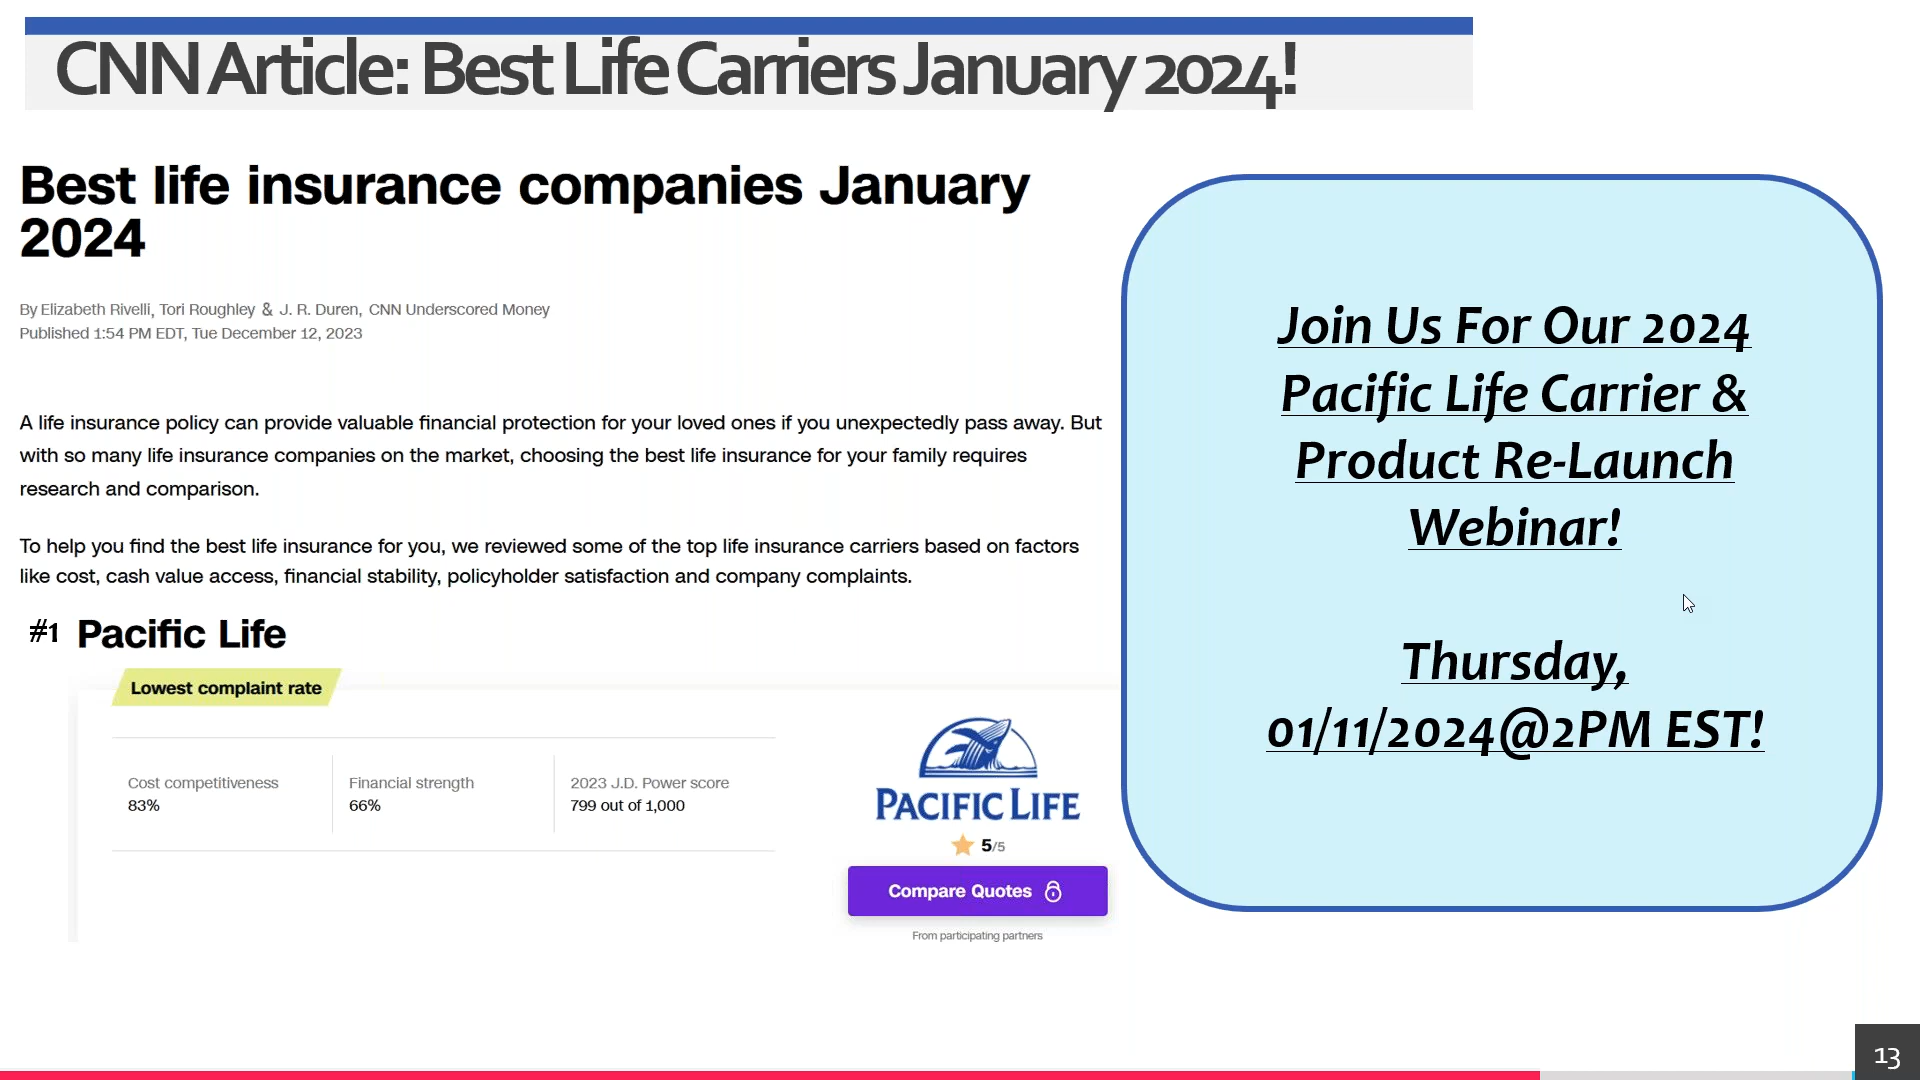 CNN Article: Best Life Carriers January 2024!
Best life insurance companies January
2024
By Elizabeth Rivelli, Tori Roughley & J. R. Duren, CNN Underscored Money
Published 1:54 PM EDT, Tue December 12, 2023
A life insurance policy can provide valuable financial protection for your loved ones if you unexpectedly pass away. But
with so many life insurance companies on the market, choosing the best life insurance for your family requires
research and comparison.
To help you find the best life insurance for you, we reviewed some of the top life insurance carriers based on factors
like cost, cash value access, financial stability, policyholder satisfaction and company complaints.
#1 Pacific Life
Lowest complaint rate
Cost competitiveness
83%
Financial strength
66%
2023 J.D. Power score
799 out of 1,000
PACIFIC LIFE
5/5
Compare Quotes
From participating partners
Join Us For Our 2024
Pacific Life Carrier &
Product Re-Launch
Webinar!
Thursday,
01/11/2024@2PM EST!
13